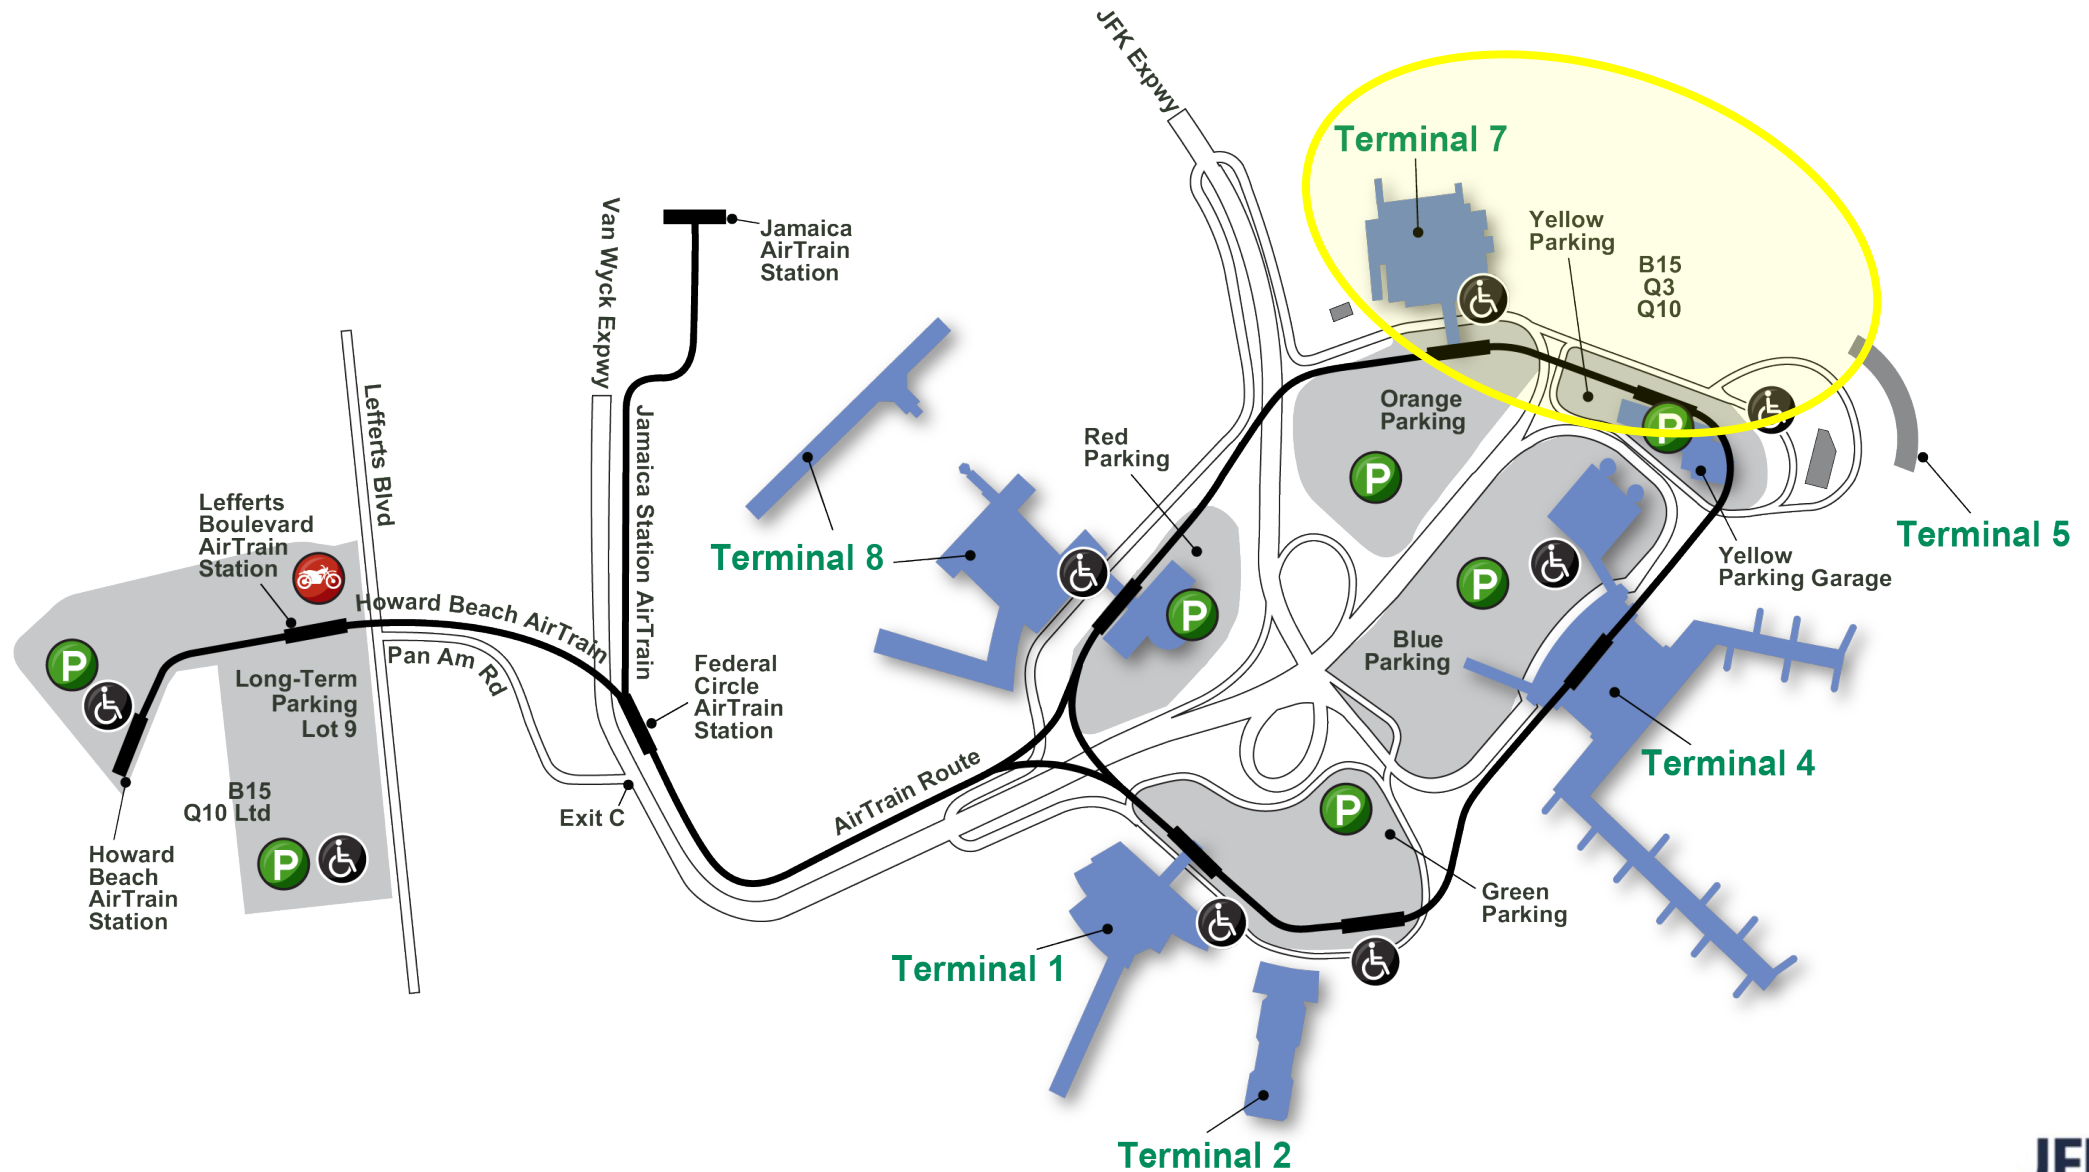 JFK Expwy
Terminal 7
Yellow
Parking
B15
Q3
Q10
Van Wyck Expwy
Jamaica
AirTrain
Station
Lefferts Blvd
Jamaica Station AirTrain
Orange
Parking
Red
Parking
Lefferts
Boulevard
AirTrain
Station
Terminal 8
Terminal 5
Yellow
Parking Garage
P
P
P
P
P
P
P
Howard Beach AirTrain
Pan Am Rd
Blue
Parking
Federal
Circle
AirTrain
Station
Long-Term
Parking
Lot 9
Terminal 4
AirTrain Route
B15
Q10 Ltd
Exit C
Howard
Beach
AirTrain
Station
Green
Parking
Terminal 1
Terminal 2